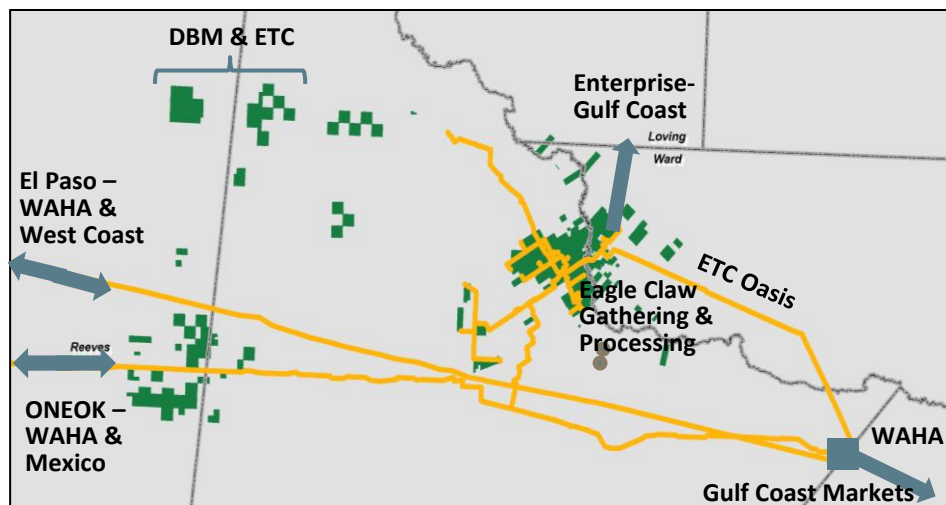 DBM & ETC
Enterprise-
Gulf Coast
Loving
Ward
El Paso –
WAHA &
West Coast
ETC Oasis
Eagle Claw
Gathering &
Processing
Reeves
ONEOK –
WAHA &
Mexico
WAHA
Gulf Coast Markets